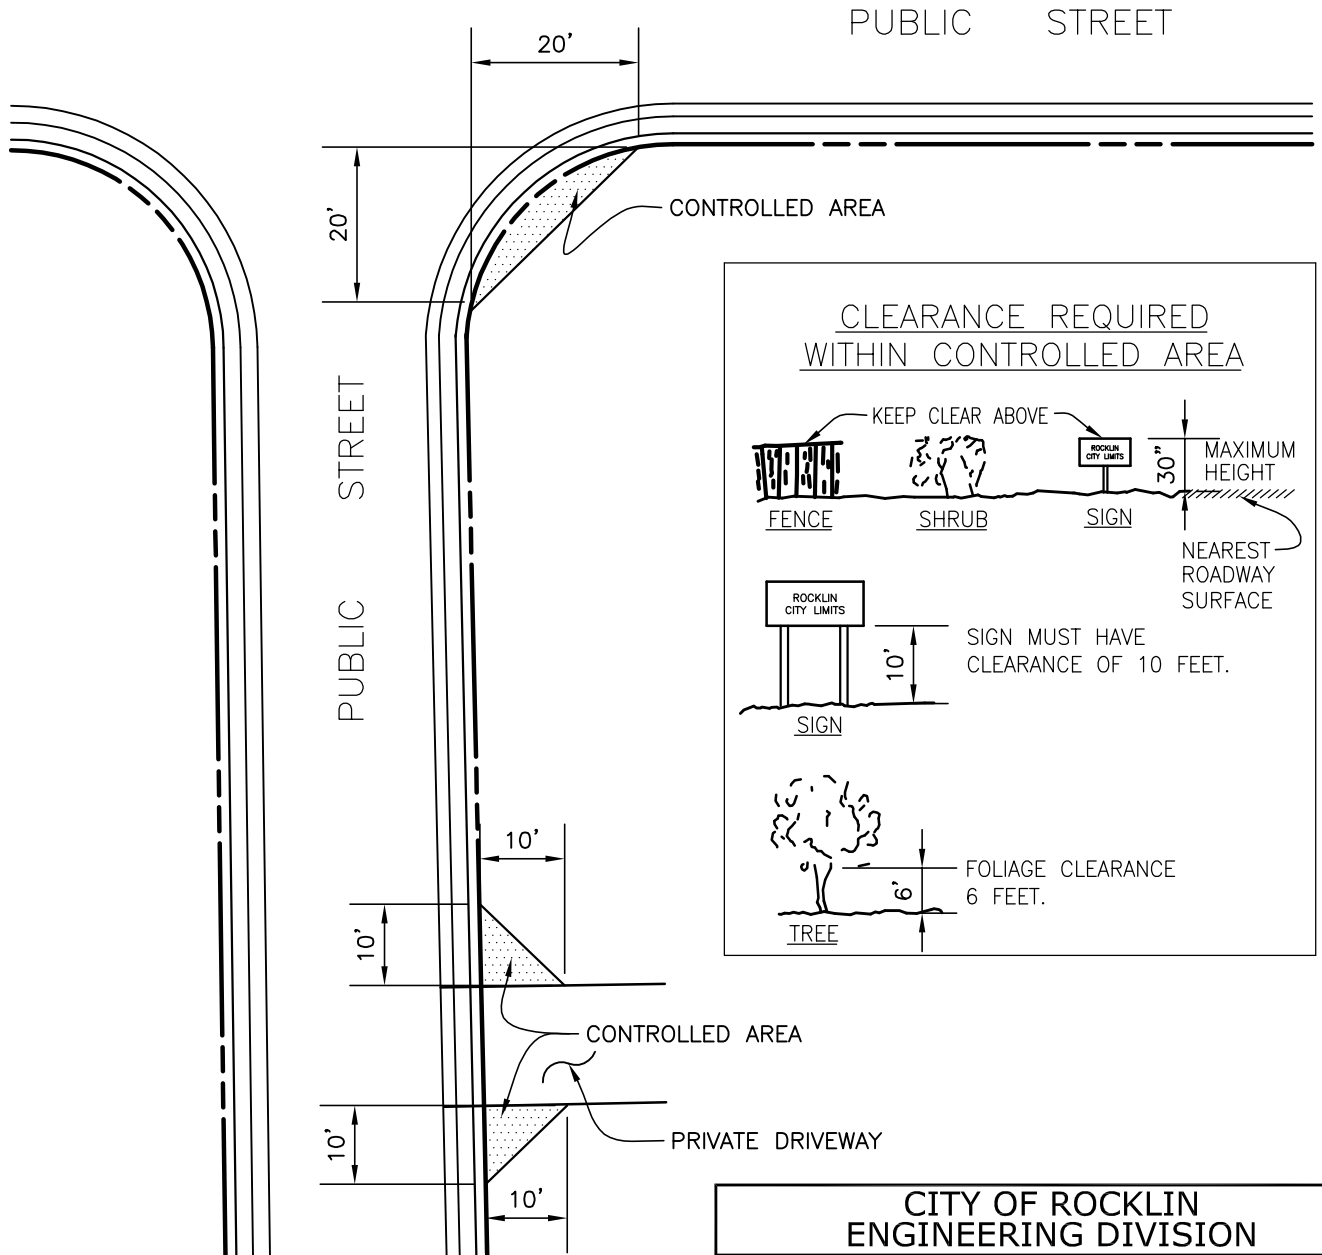 PUBLIC STREET
20'
20'
CONTROLLED AREA
CLEARANCE REQUIRED
WITHIN CONTROLLED AREA
KEEP CLEAR ABOVE
ROCKLIN
CITY LIMITS
30"
MAXIMUM
HEIGHT
FENCE
SHRUB
SIGN
NEAREST
ROADWAY
SURFACE
ROCKLIN
CITY LIMITS
10'
SIGN MUST HAVE
CLEARANCE OF 10 FEET.
SIGN
FOLIAGE CLEARANCE
6 FEET.
6'
TREE
PUBLIC STREET
10'
10'
CONTROLLED AREA
PRIVATE DRIVEWAY
10'
10'
CITY OF ROCKLIN
ENGINEERING DIVISION